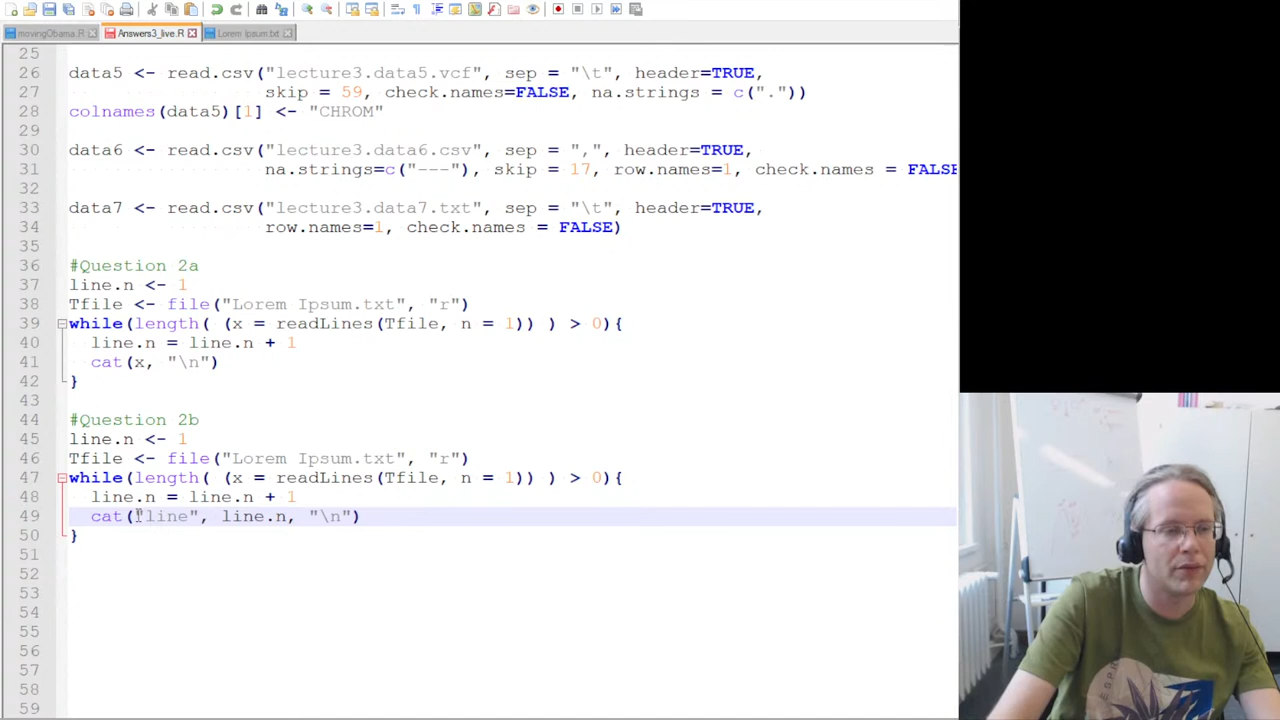 movingObama.R Answers3_live.R Lorem Ipsum.txt
25
26 data5 <- read.csv("lecture3.data5.vcf", sep = "\t", header=TRUE,
27 skip = 59, check.names=FALSE, na.strings = c("."))
28 colnames(data5)[1] <- "CHROM"
29
30 data6 <- read.csv("lecture3.data6.csv", sep = ",", header=TRUE,
31 na.strings=c("---"), skip = 17, row.names=1, check.names = FALSE
32
33 data7 <- read.csv("lecture3.data7.txt", sep = "\t", header=TRUE,
34 row.names=1, check.names = FALSE)
35
36 #Question 2a
37 line.n <- 1
38 Tfile <- file("Lorem Ipsum.txt", "r")
39 while(length( (x = readLines(Tfile, n = 1)) ) > 0){
40 line.n = line.n + 1
41 cat(x, "\n")
42 }
43
44 #Question 2b
45 line.n <- 1
46 Tfile <- file("Lorem Ipsum.txt", "r")
47 while(length( (x = readLines(Tfile, n = 1)) ) > 0){
48 line.n = line.n + 1
49 cat("line", line.n, "\n")
50 }
51
52
53
54
55
56
57
58
59